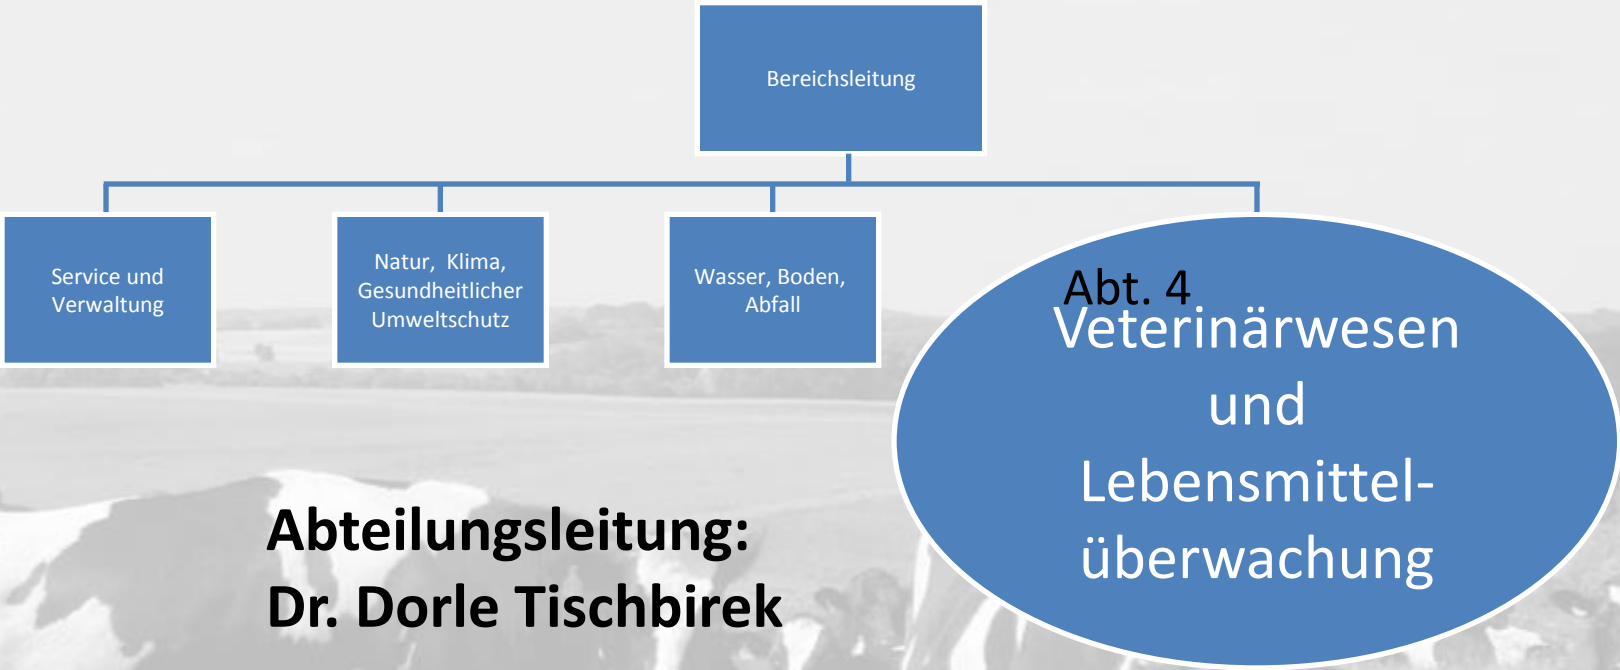 Bereichsleitung
Service und
Verwaltung
Natur, Klima,
Gesundheitlicher
Umweltschutz
Wasser, Boden,
Abfall
Abt. 4
Veterinärwesen
und
Lebensmittel-
überwachung
Abteilungsleitung:
Dr. Dorle Tischbirek